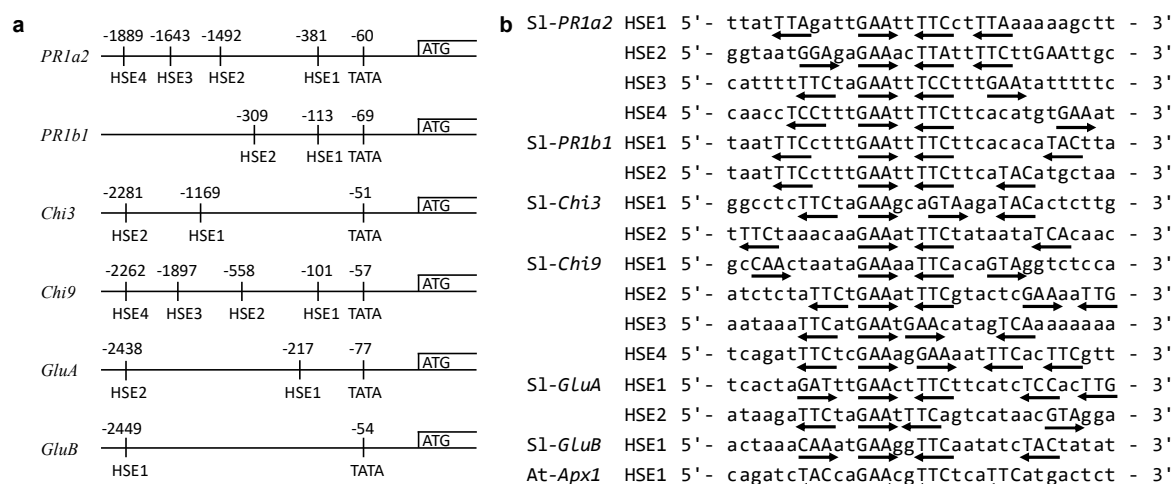 a
-1889 -1643 -1492 -381 -60
PR1a2 ATG
HSE4 HSE3 HSE2 HSE1 TATA
-309 -113 -69
PR1b1 ATG
HSE2 HSE1 TATA
-2281 -1169 -51
Chi3 ATG
HSE2 HSE1 TATA
-2262 -1897 -558 -101 -57
Chi9 ATG
HSE4 HSE3 HSE2 HSE1 TATA
-2438 -217 -77
GluA ATG
HSE2 HSE1 TATA
-2449 -54
GluB ATG
HSE1 TATA
b
Sl-PR1a2 HSE1 5'- ttatTTAgattGAAttTTCctTTAaaaaagctt - 3'
HSE2 5'- ggtaatGGAgaGAAacTTAttTTCttGAAttgc - 3'
HSE3 5'- cattttTTCtaGAAtTTCCtttGAAtatttttc - 3'
HSE4 5'- caaccTCCtttGAAttTTCttcacatgtGAAat - 3'
Sl-PR1b1 HSE1 5'- taatTTCctttGAAttTTCttcacacaTACtta - 3'
HSE2 5'- taatTTCctttGAAttTTCttcaTACatgctaa - 3'
Sl-Chi3 HSE1 5'- ggcctcTTCtaGAAgcaGTAagaTACactcttg - 3'
HSE2 5'- tTTCtaaacaaGAAatTTCtataataTCAcaac - 3'
Sl-Chi9 HSE1 5'- gcCAActaataGAAaaTTCacaGTAggtctcca - 3'
HSE2 5'- atctctaTTCtGAAatTTCgtactcGAAaaTTG - 3'
HSE3 5'- aataaaTTCatGAAtGAAcatagTCAaaaaaaa - 3'
HSE4 5'- tcagatTTCtcGAAagGAAaatTTCacTTCgtt - 3'
Sl-GluA HSE1 5'- tcactaGATttGAActTTCttcatcTCCacTTG - 3'
HSE2 5'- ataagaTTCtaGAAtTTCagtcataacGTAgga - 3'
Sl-GluB HSE1 5'- actaaaCAAatGAAggTTCaatatcTACtatat - 3'
At-Apx1 HSE1 5'- cagatcTACcaGAAcgTTCtcaTTCatgactct - 3'